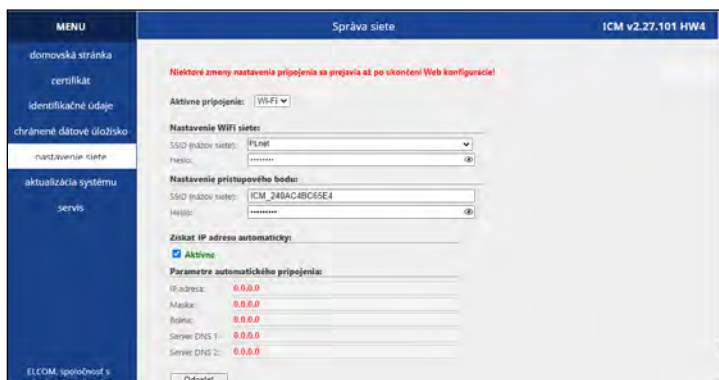 MENU
Správa siete
ICM v2.27.101 HW4
domovská stránka
certifikát
identifikačné údaje
chránené dátové úložisko
nastavenie siete
aktualizácia systému
servis
ELCOM, spoločnosť s
Niektoré zmeny nastavenia pripojenia sa prejavia až po ukončení Web konfigurácie!
Aktívne pripojenie: Wi-Fi
Nastavenie WiFi siete:
SSID (názov siete): PLnet
Heslo: ········
Nastavenie prístupového bodu:
SSID (názov siete): ICM_240AC4BC65E4
Heslo: ·········
Získať IP adresu automaticky:
Aktívne
Parametre automatického pripojenia:
IP adresa: 0.0.0.0
Maska: 0.0.0.0
Brána: 0.0.0.0
Server DNS 1: 0.0.0.0
Server DNS 2: 0.0.0.0
Odoslať